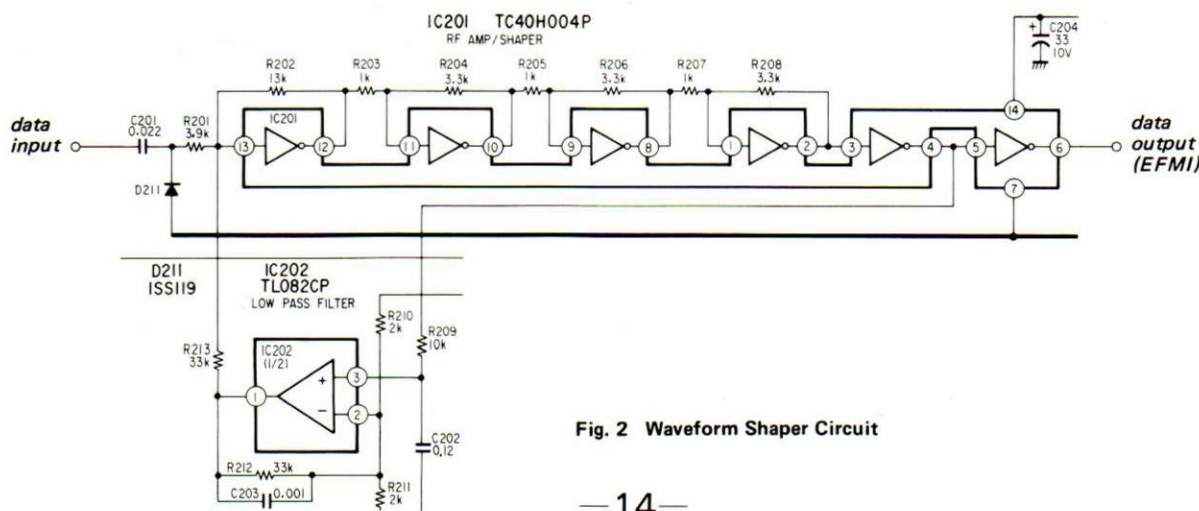 IC201 TC40H004P
RF AMP/SHAPER
C204
33
10V
R202
13k
R203
1k
R204
3.3k
R205
1k
R206
3.3k
R207
1k
R208
3.3k
14
data
input
C201
0.022
R201
3.9k
13
IC201
12
11
10
9
8
1
2
3
4
5
6
data
output
(EFMI)
D211
7
D211
ISS119
IC202
TL082CP
LOW PASS FILTER
R210
2k
R209
10k
R213
33k
IC202
(1/2)
1
+
3
−
2
C202
0.12
R212 33k
C203 0.001
R211
2k
Fig. 2 Waveform Shaper Circuit
—14—